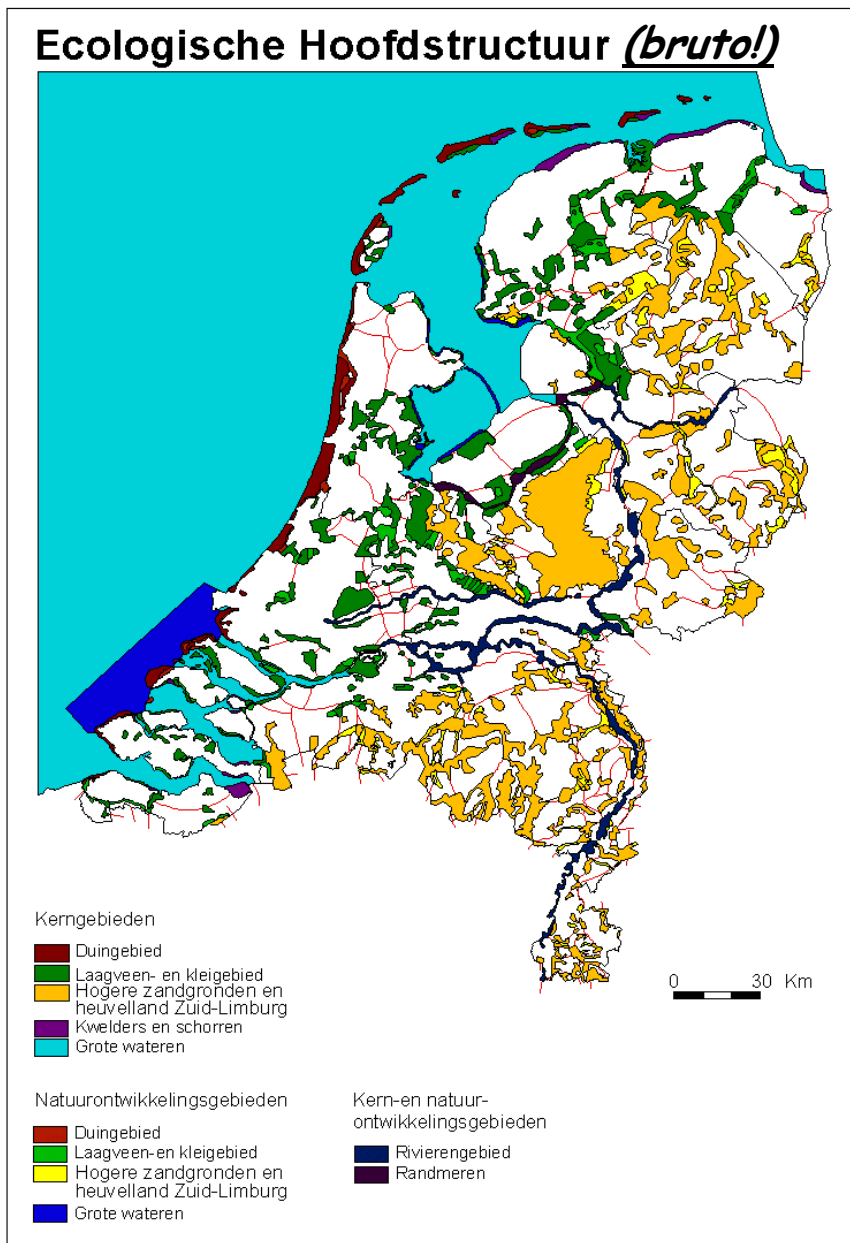 Ecologische Hoofdstructuur (bruto!)
Kerngebieden
Duingebied
Laagveen- en kleigebied
Hogere zandgronden en
heuvelland Zuid-Limburg
Kwelders en schorren
Grote wateren
0 30 Km
Natuurontwikkelingsgebieden
Duingebied
Laagveen-en kleigebied
Hogere zandgronden en
heuvelland Zuid-Limburg
Grote wateren
Kern-en natuur-
ontwikkelingsgebieden
Rivierengebied
Randmeren